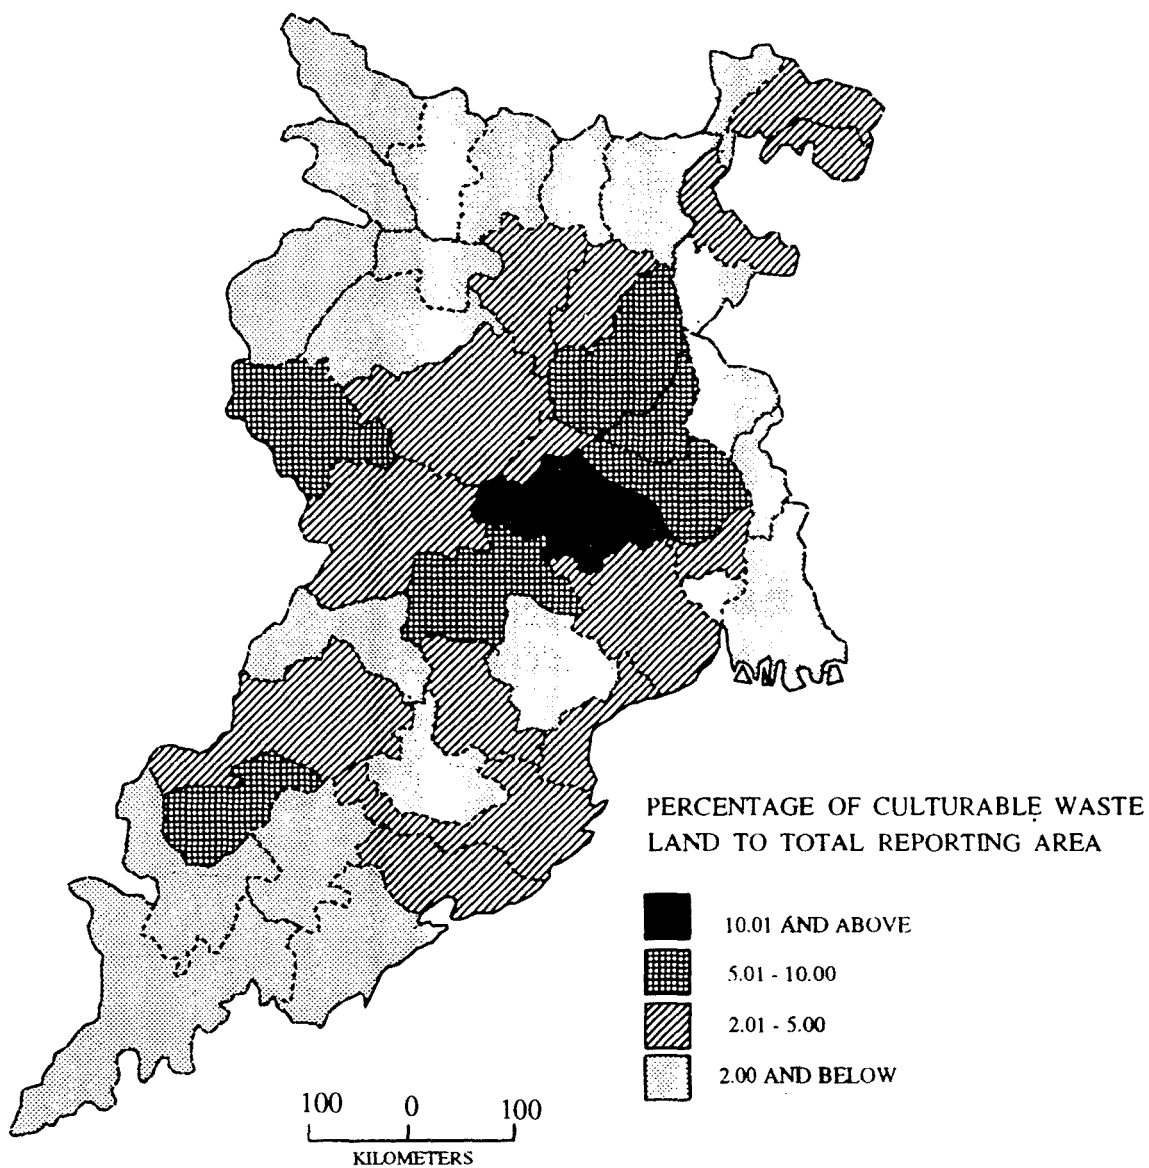 PERCENTAGE OF CULTURABLE WASTE
LAND TO TOTAL REPORTING AREA
10.01 AND ABOVE
5.01 - 10.00
2.01 - 5.00
2.00 AND BELOW
100 0 100
KILOMETERS